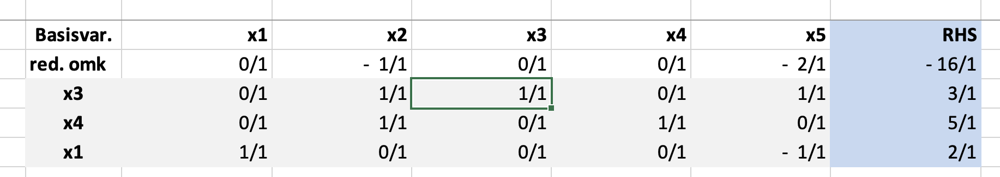 Basisvar. x1 x2 x3 x4 x5 RHS
red. omk 0/1 - 1/1 0/1 0/1 - 2/1 - 16/1
x3 0/1 1/1 1/1 0/1 1/1 3/1
x4 0/1 1/1 0/1 1/1 0/1 5/1
x1 1/1 0/1 0/1 0/1 - 1/1 2/1